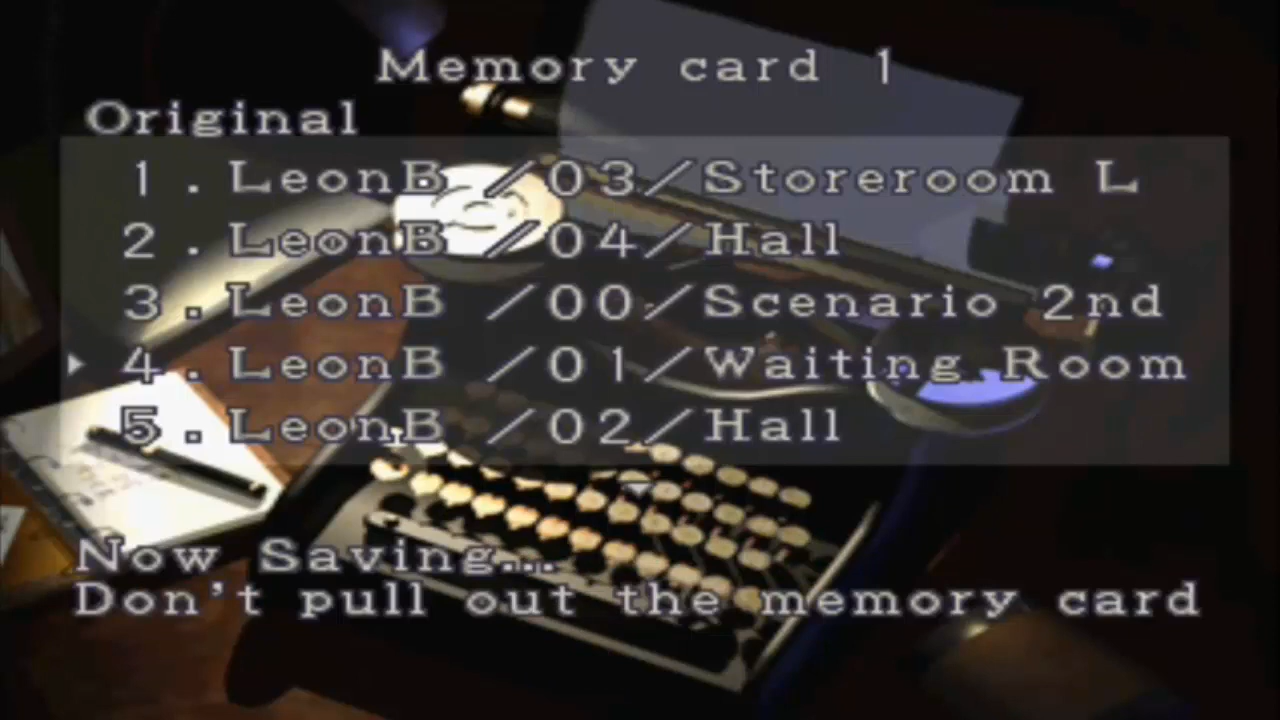 Memory card 1
Original
1. LeonB /03/Storeroom L
2. LeonB /04/Hall
3. LeonB /00/Scenario 2nd
4. LeonB /01/Waiting Room
5. LeonB /02/Hall
Now Saving...
Don't pull out the memory card